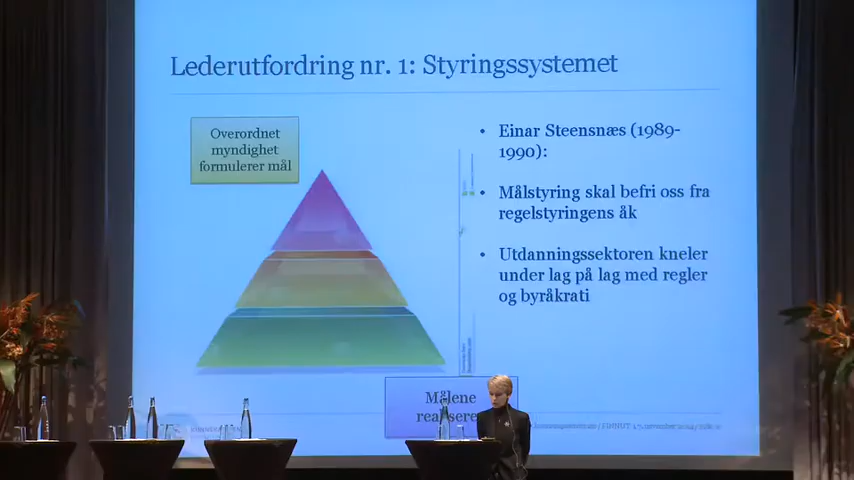 Lederutfordring nr. 1: Styringssystemet
Overordnet
myndighet
formulerer mål
• Einar Steensnæs (1989-
1990):
• Målstyring skal befri oss fra
regelstyringens åk
• Utdanningssektoren kneler
under lag på lag med regler
og byråkrati
Målene